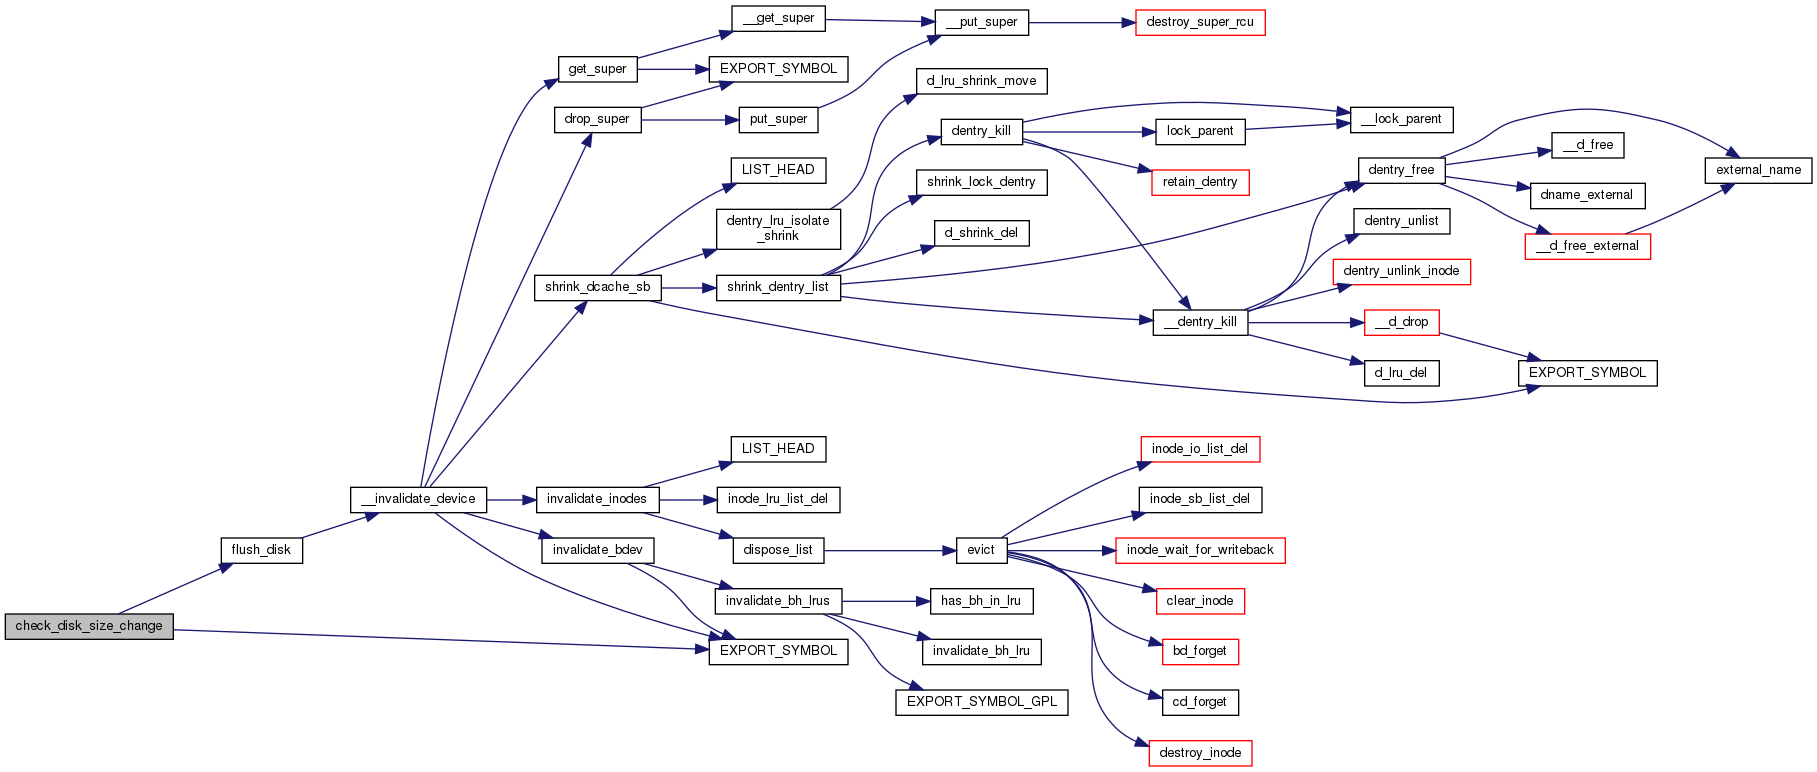 __get_super
__put_super
destroy_super_rcu
get_super
EXPORT_SYMBOL
d_lru_shrink_move
drop_super
put_super
dentry_kill
lock_parent
__lock_parent
__d_free
LIST_HEAD
shrink_lock_dentry
retain_dentry
dentry_free
external_name
dname_external
dentry_lru_isolate
_shrink
d_shrink_del
dentry_unlist
__d_free_external
shrink_dcache_sb
shrink_dentry_list
dentry_unlink_inode
__dentry_kill
__d_drop
d_lru_del
EXPORT_SYMBOL
LIST_HEAD
inode_io_list_del
__invalidate_device
invalidate_inodes
inode_lru_list_del
inode_sb_list_del
flush_disk
invalidate_bdev
dispose_list
evict
inode_wait_for_writeback
invalidate_bh_lrus
has_bh_in_lru
clear_inode
check_disk_size_change
EXPORT_SYMBOL
invalidate_bh_lru
bd_forget
EXPORT_SYMBOL_GPL
cd_forget
destroy_inode